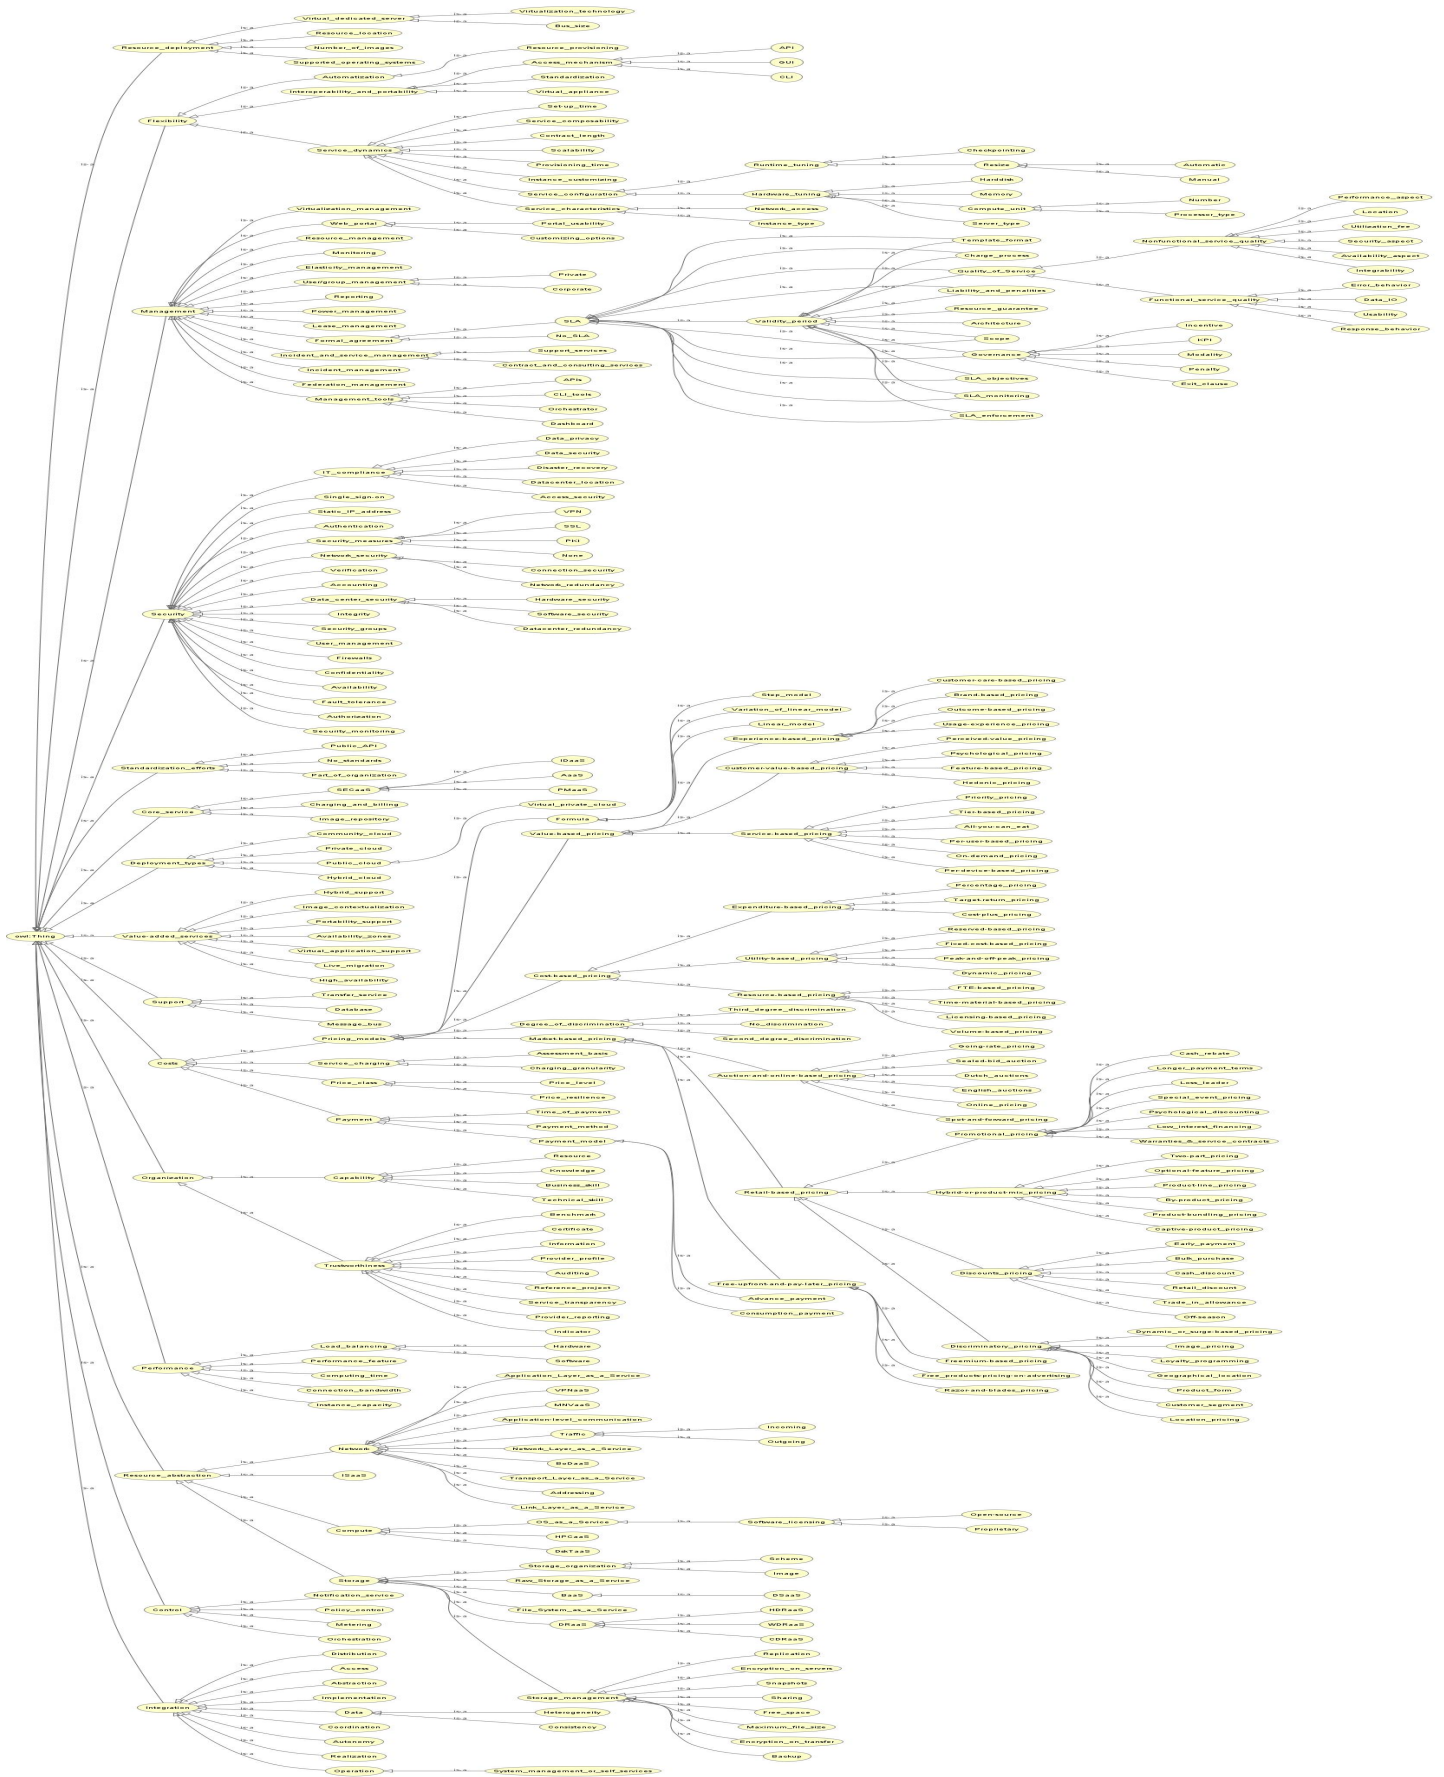 Virtual_dedicated_server
Virtualization_technology
Bus_size
Resource_deployment
Resource_location
Number_of_images
Supported_operating_systems
Automatization
Resource_provisioning
Interoperability_and_portability
Access_mechanism
API
GUI
CLI
Standardization
Virtual_appliance
Flexibility
Service_dynamics
Set-up_time
Service_composability
Contract_length
Scalability
Provisioning_time
Instance_customizing
Service_configuration
Runtime_tuning
Checkpointing
Resize
Automatic
Manual
Hardware_tuning
Harddisk
Memory
Compute_unit
Number
Processor_type
Server_type
Service_characteristics
Network_access
Instance_type
Management
Virtualization_management
Web_portal
Portal_usability
Customizing_options
Resource_management
Monitoring
Elasticity_management
User/group_management
Private
Corporate
Reporting
Power_management
Lease_management
Formal_agreement
SLA
No_SLA
Incident_and_service_management
Support_services
Contract_and_consulting_services
Incident_management
Federation_management
Management_tools
APIs
CLI_tools
Orchestrator
Dashboard
Validity_period
Template_format
Charge_process
Quality_of_Service
Liability_and_penalities
Resource_guarantee
Architecture
Scope
Governance
SLA_objectives
SLA_monitoring
SLA_enforcement
Incentive
KPI
Modality
Penalty
Exit_clause
Nonfunctional_service_quality
Performance_aspect
Location
Utilization_fee
Security_aspect
Availability_aspect
Integrability
Functional_service_quality
Error_behavior
Data_IO
Usability
Response_behavior
Security
IT_compliance
Data_privacy
Data_security
Disaster_recovery
Datacenter_location
Access_security
Single_sign-on
Static_IP_address
Authentication
Security_measures
VPN
SSL
PKI
None
Network_security
Connection_security
Network_redundancy
Verification
Accounting
Data_center_security
Hardware_security
Software_security
Datacenter_redundancy
Integrity
Security_groups
User_management
Firewalls
Confidentiality
Availability
Fault_tolerance
Authorization
Security_monitoring
Standardization_efforts
Public_API
No_standards
Part_of_organization
Core_service
SECaaS
IDaaS
AaaS
PMaaS
Charging_and_billing
Image_repository
Deployment_types
Community_cloud
Private_cloud
Public_cloud
Virtual_private_cloud
Hybrid_cloud
owl:Thing
Value-added_services
Hybrid_support
Image_contextualization
Portability_support
Availability_zones
Virtual_application_support
Live_migration
High_availability
Support
Transfer_service
Database
Message_bus
Costs
Pricing_models
Formula
Step_model
Variation_of_linear_model
Linear_model
Value-based_pricing
Experience-based_pricing
Customer-care-based_pricing
Brand-based_pricing
Outcome-based_pricing
Usage-experience_pricing
Customer-value-based_pricing
Perceived-value_pricing
Psychological_pricing
Feature-based_pricing
Hedonic_pricing
Service-based_pricing
Priority_pricing
Tier-based_pricing
All-you-can_eat
Per-user-based_pricing
On-demand_pricing
Per-device-based_pricing
Cost-based_pricing
Expenditure-based_pricing
Percentage_pricing
Target-return_pricing
Cost-plus_pricing
Utility-based_pricing
Reserved-based_pricing
Fixed-cost-based_pricing
Peak-and-off-peak_pricing
Dynamic_pricing
Resource-based_pricing
FTE-based_pricing
Time-material-based_pricing
Licensing-based_pricing
Volume-based_pricing
Degree_of_discrimination
Third_degree_discrimination
No_discrimination
Second_degree_discrimination
Market-based_pricing
Auction-and-online-based_pricing
Going-rate_pricing
Sealed-bid_auction
Dutch_auctions
English_auctions
Online_pricing
Spot-and-forward_pricing
Service_charging
Assessment_basis
Charging_granularity
Price_class
Price_level
Price_resilience
Payment
Time_of_payment
Payment_method
Payment_model
Advance_payment
Consumption_payment
Retail-based_pricing
Promotional_pricing
Cash_rebate
Longer_payment_terms
Loss_leader
Special_event_pricing
Psychological_discounting
Low_interest_financing
Warranties_&_service_contracts
Hybrid-or-product-mix_pricing
Two-part_pricing
Optional-feature_pricing
Product-line_pricing
By-product_pricing
Product-bundling_pricing
Captive-product_pricing
Discounts_pricing
Early_payment
Bulk_purchase
Cash_discount
Retail_discount
Trade_in_allowance
Off-season
Discriminatory_pricing
Dynamic_or_surge-based_pricing
Image_pricing
Loyalty_programming
Geographical_location
Product_form
Customer_segment
Location_pricing
Free-upfront-and-pay-later_pricing
Freemium-based_pricing
Free_products-pricing-on-advertising
Razor-and-blades_pricing
Organization
Capability
Resource
Knowledge
Business_skill
Technical_skill
Trustworthiness
Benchmark
Certificate
Information
Provider_profile
Auditing
Reference_project
Service_transparency
Provider_reporting
Indicator
Performance
Load_balancing
Hardware
Software
Performance_feature
Computing_time
Connection_bandwidth
Instance_capacity
Resource_abstraction
Network
Application_Layer_as_a_Service
VPNaaS
MNVaaS
Application-level_communication
Traffic
Incoming
Outgoing
Network_Layer_as_a_Service
BoDaaS
Transport_Layer_as_a_Service
Addressing
Link_Layer_as_a_Service
ISaaS
Compute
OS_as_a_Service
Software_licensing
Open-source
Proprietary
HPCaaS
DskTaaS
Storage
Storage_organization
Scheme
Image
Raw_Storage_as_a_Service
BaaS
DSaaS
File_System_as_a_Service
DRaaS
HDRaaS
WDRaaS
CDRaaS
Storage_management
Replication
Encryption_on_servers
Snapshots
Sharing
Free_space
Maximum_file_size
Encryption_on_transfer
Backup
Control
Notification_service
Policy_control
Metering
Orchestration
Integration
Distribution
Access
Abstraction
Implementation
Data
Heterogeneity
Consistency
Coordination
Autonomy
Realization
Operation
System_management_or_self_services